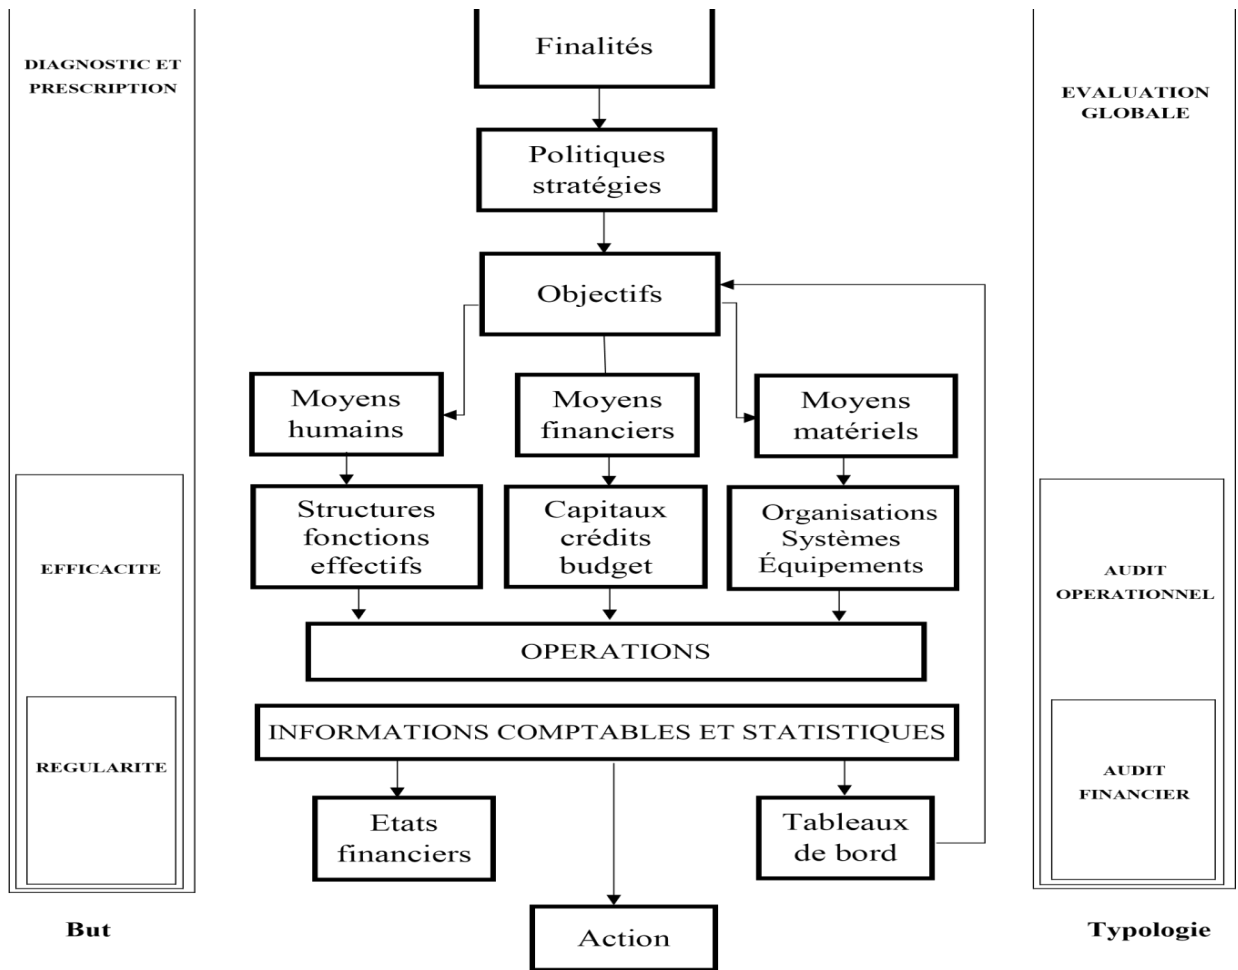 Finalités
DIAGNOSTIC ET
PRESCRIPTION
EVALUATION
GLOBALE
Politiques
stratégies
Objectifs
Moyens
humains
Moyens
financiers
Moyens
matériels
Structures
fonctions
effectifs
Capitaux
crédits
budget
Organisations
Systèmes
Équipements
EFFICACITE
AUDIT
OPERATIONNEL
OPERATIONS
INFORMATIONS COMPTABLES ET STATISTIQUES
REGULARITE
AUDIT
FINANCIER
Etats
financiers
Tableaux
de bord
But
Action
Typologie